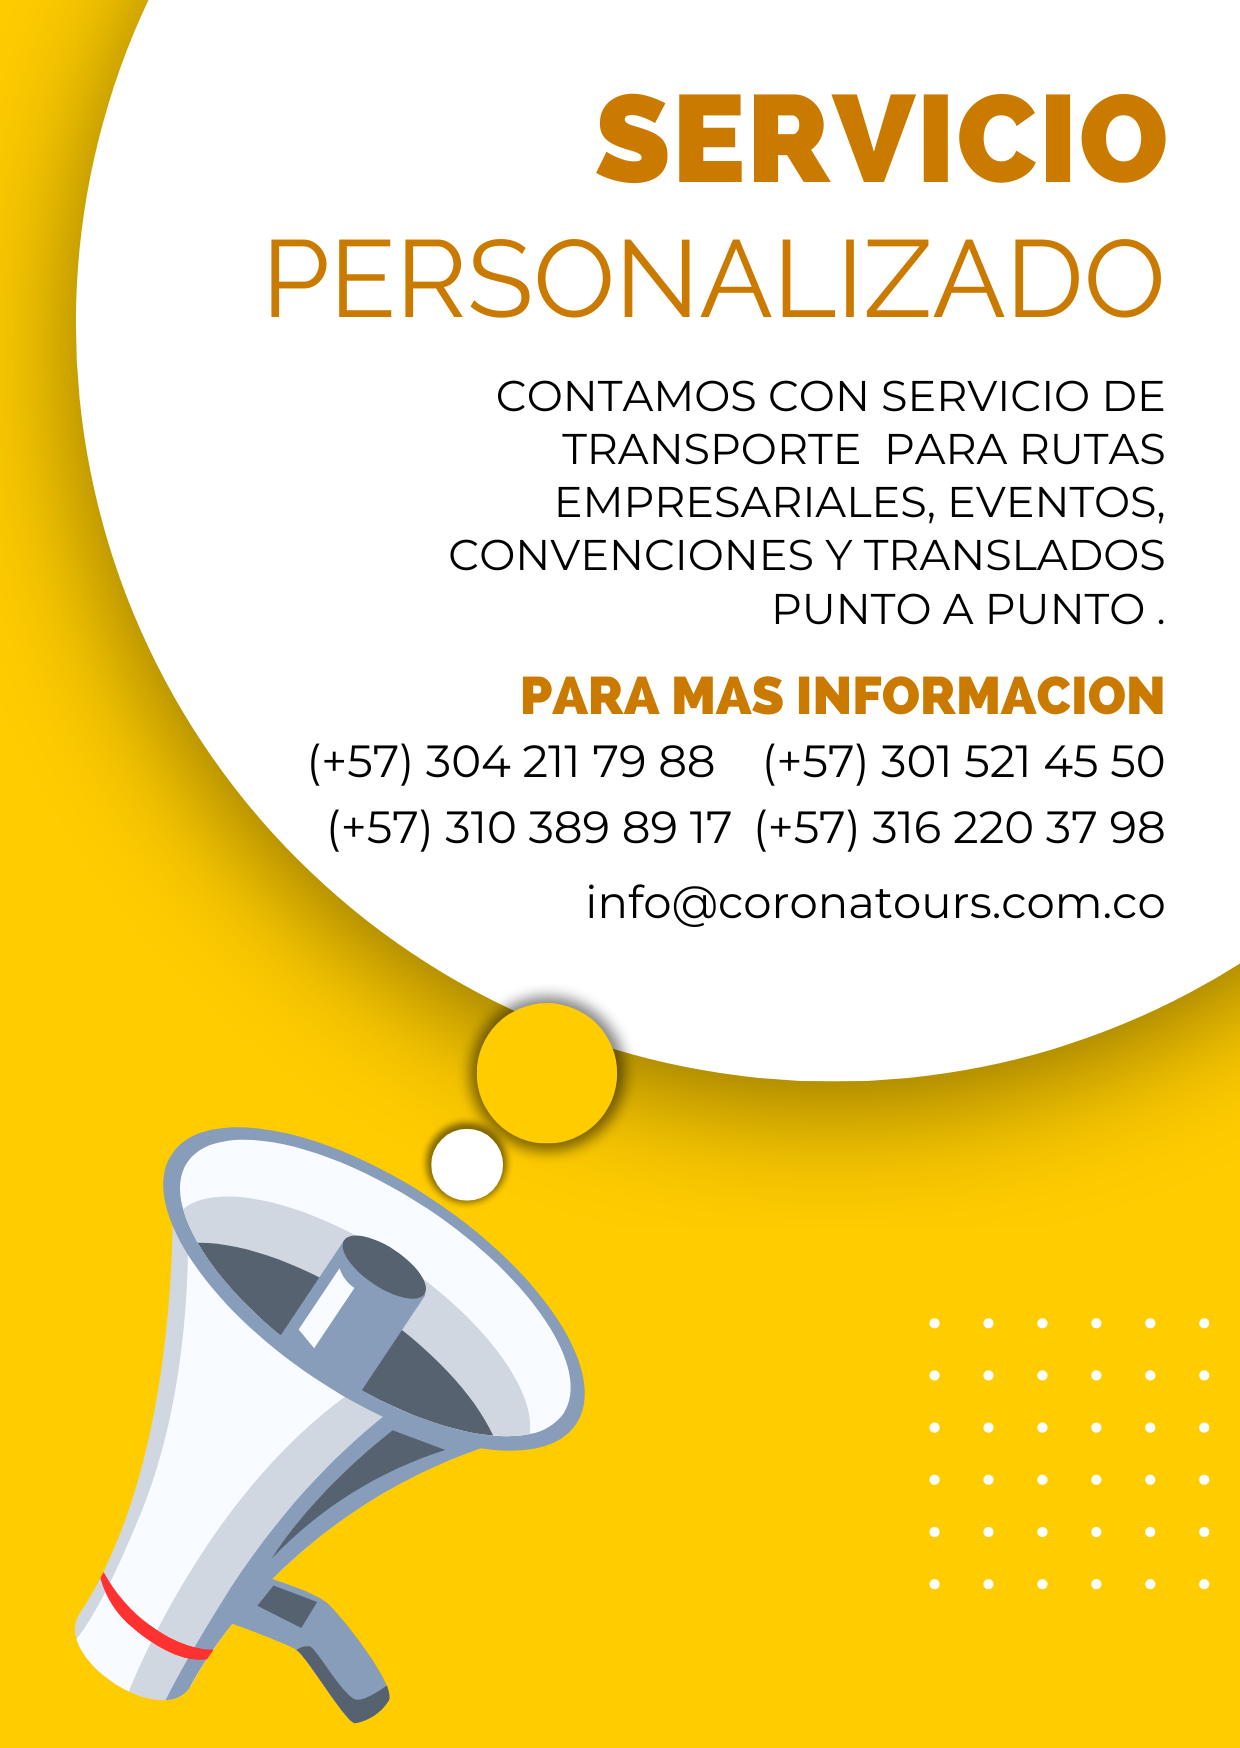 SERVICIO
PERSONALIZADO
CONTAMOS CON SERVICIO DE
TRANSPORTE  PARA RUTAS
EMPRESARIALES, EVENTOS,
CONVENCIONES Y TRANSLADOS
PUNTO A PUNTO .
PARA MAS INFORMACION
(+57) 304 211 79 88    (+57) 301 521 45 50
(+57) 310 389 89 17  (+57) 316 220 37 98
info@coronatours.com.co